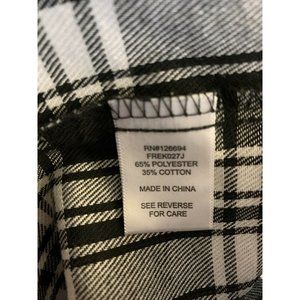 RN#126694
FREK027J
65% POLYESTER
35% COTTON
MADE IN CHINA
SEE REVERSE
FOR CARE